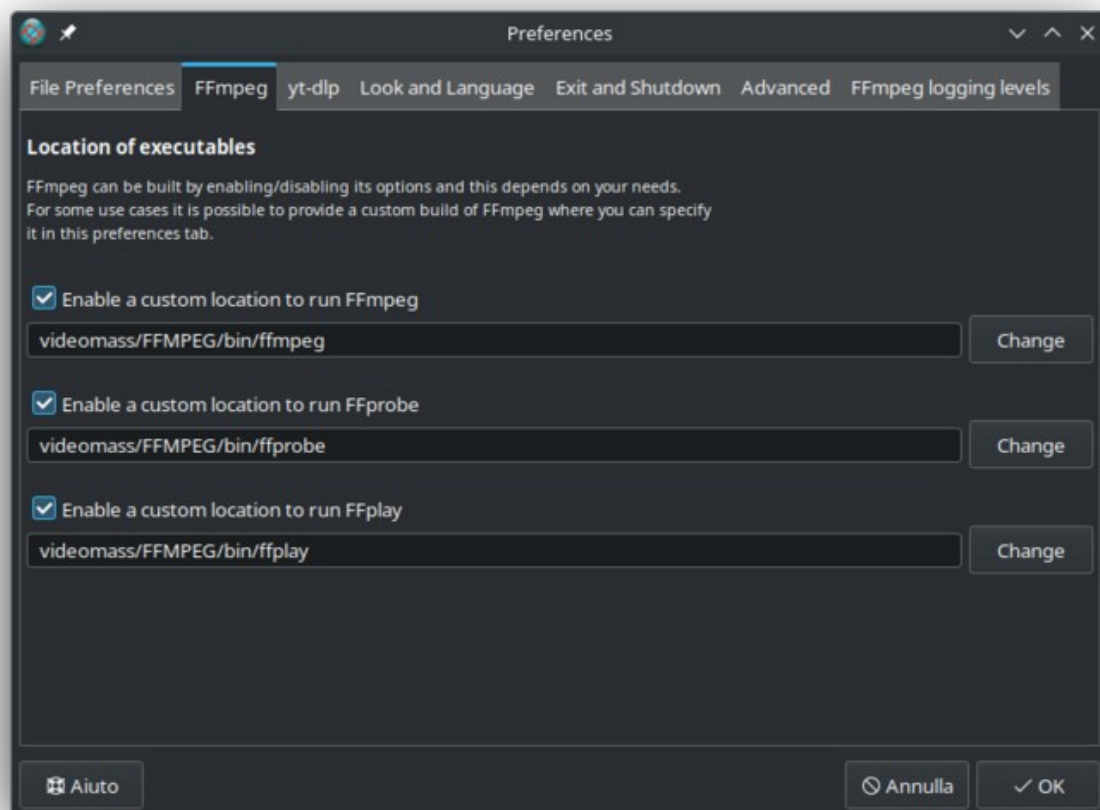 Preferences
File Preferences FFmpeg yt-dlp Look and Language Exit and Shutdown Advanced FFmpeg logging levels
Location of executables
FFmpeg can be built by enabling/disabling its options and this depends on your needs.
For some use cases it is possible to provide a custom build of FFmpeg where you can specify
it in this preferences tab.
Enable a custom location to run FFmpeg
videomass/FFMPEG/bin/ffmpeg Change
Enable a custom location to run FFprobe
videomass/FFMPEG/bin/ffprobe Change
Enable a custom location to run FFplay
videomass/FFMPEG/bin/ffplay Change
Aiuto Annulla OK